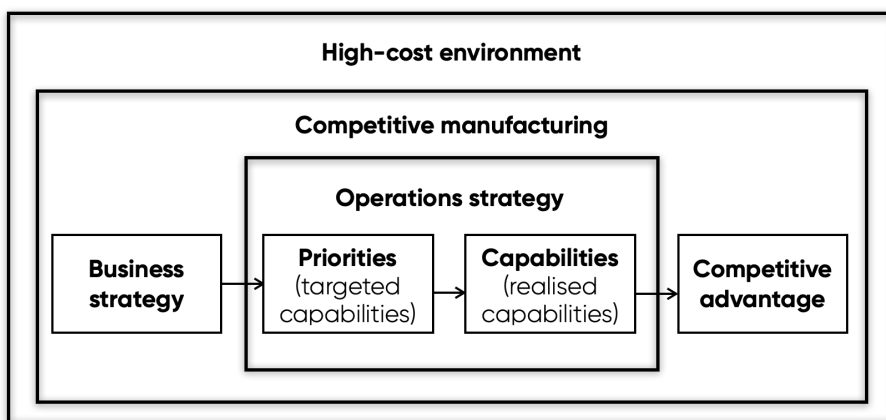 High-cost environment
Competitive manufacturing
Operations strategy
Business
strategy
Priorities
(targeted
capabilities)
Capabilities
(realised
capabilities)
Competitive
advantage